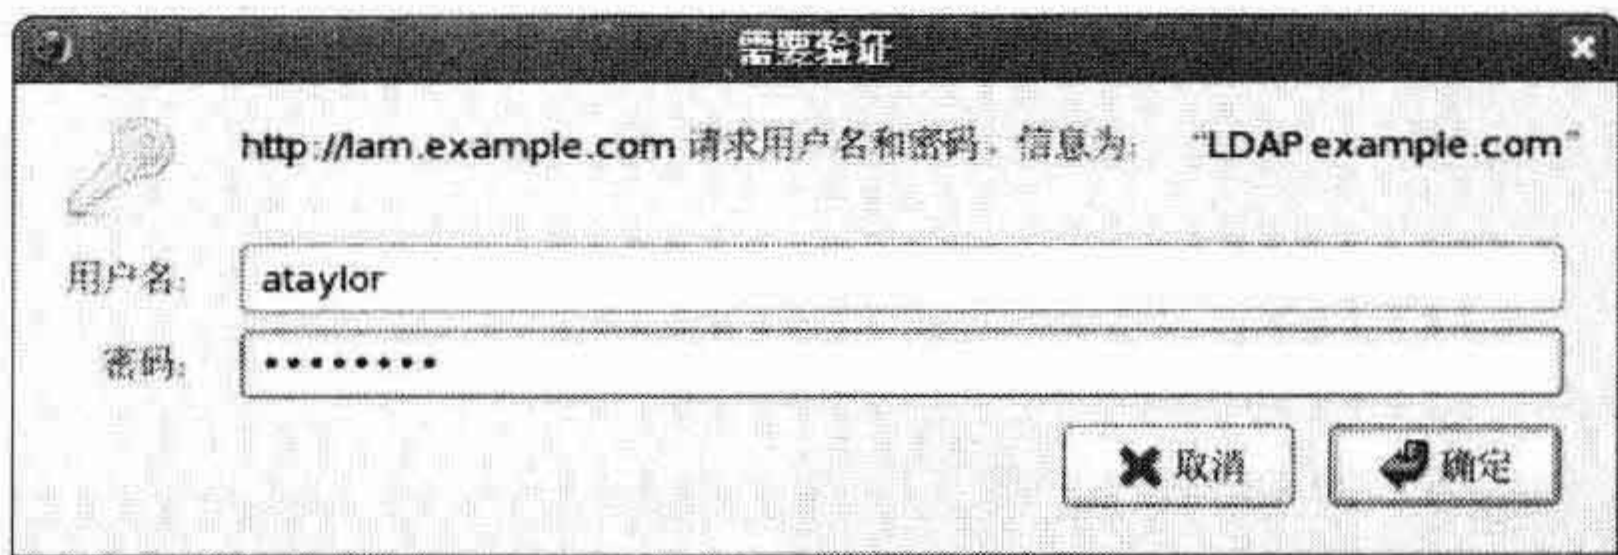 需要验证
http://lam.example.com 请求用户名和密码。信息为: “LDAP example.com”
用户名: ataylor
密码: ••••••••
取消 确定